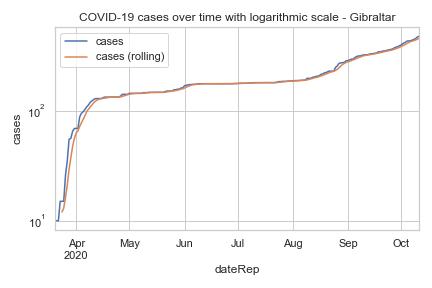 COVID-19 cases over time with logarithmic scale - Gibraltar
cases
cases (rolling)
10²
10¹
cases
Apr May Jun Jul Aug Sep Oct
2020
dateRep